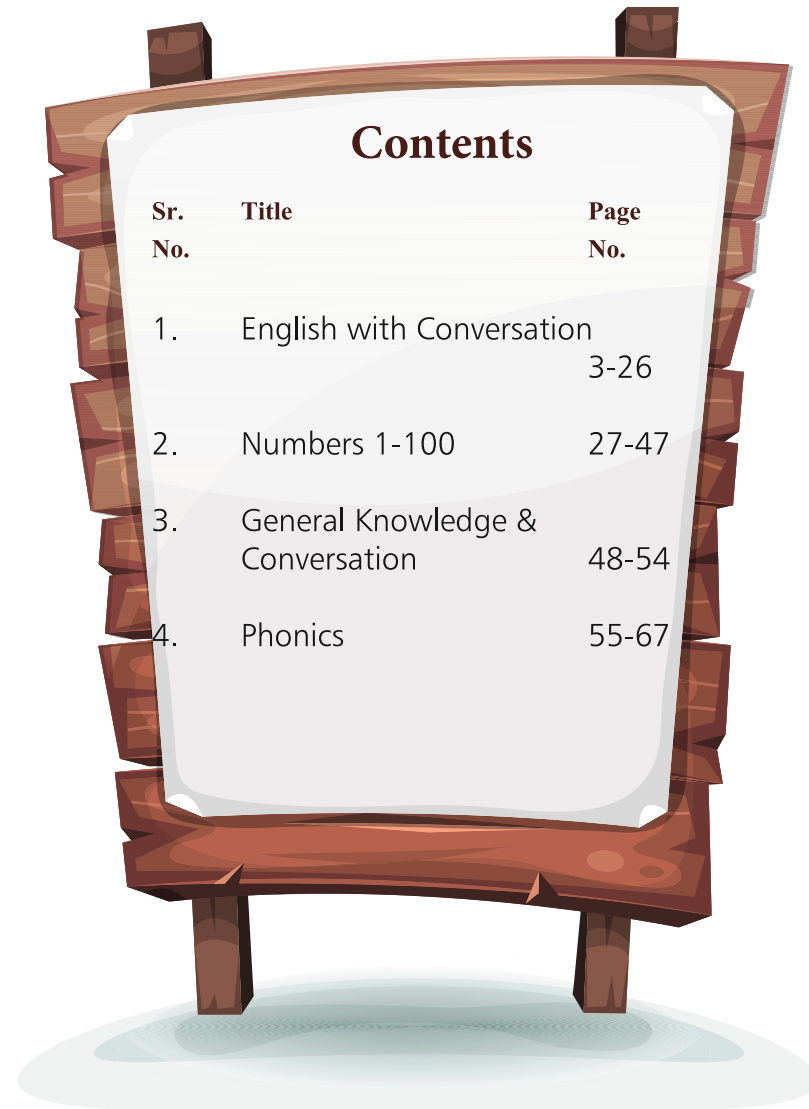 Contents
Sr. Title Page
No. No.
1. English with Conversation
3-26
2. Numbers 1-100 27-47
3. General Knowledge &
Conversation 48-54
4. Phonics 55-67